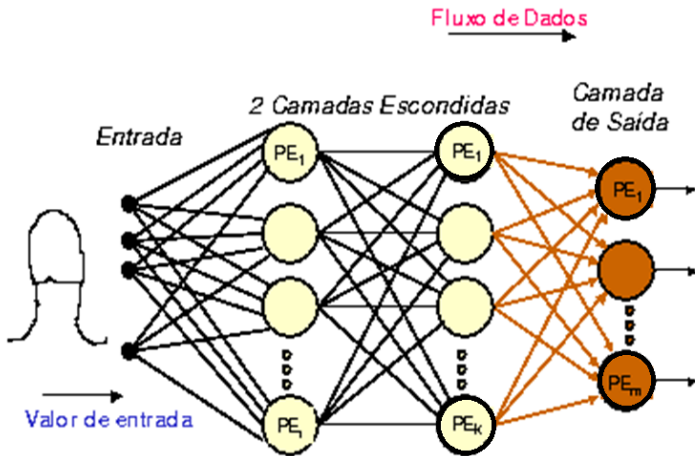 Fluxo de Dados
2 Camadas Escondidas
Camada
de Saída
Entrada
PE1
PE1
PE1
PEi
PEk
PEm
Valor de entrada